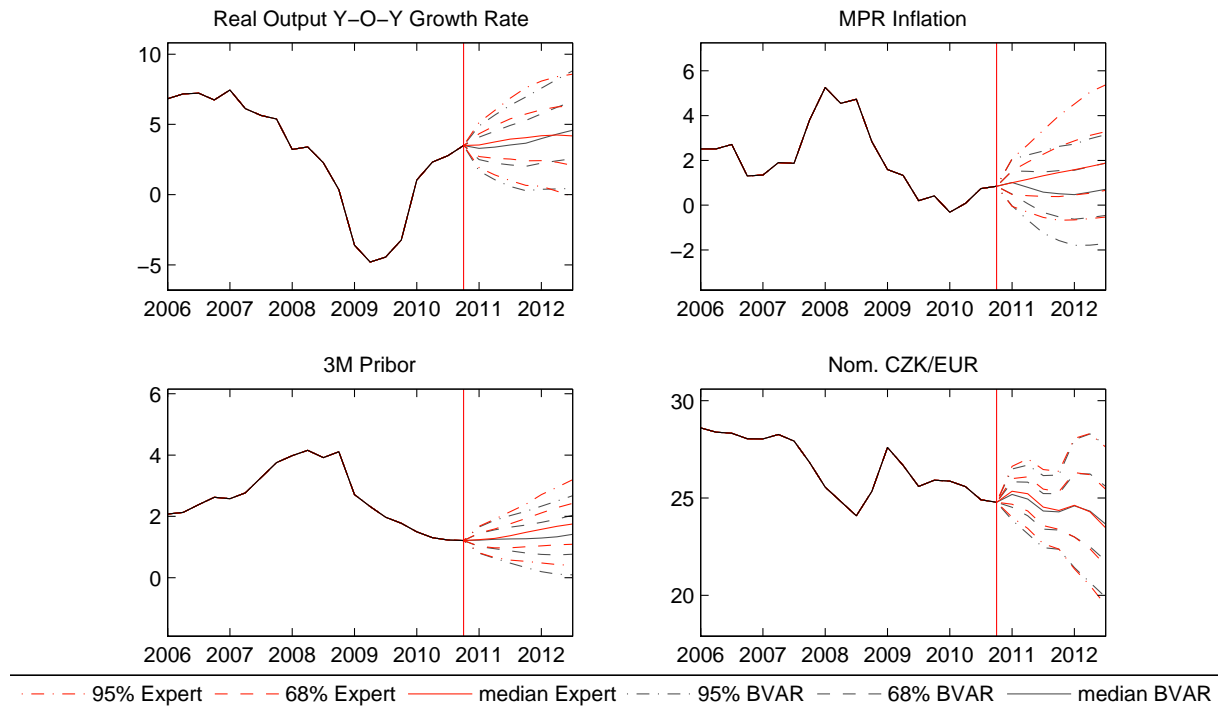 Real Output Y−O−Y Growth Rate
10
5
0
−5
2006 2007 2008 2009 2010 2011 2012
MPR Inflation
6
4
2
0
−2
2006 2007 2008 2009 2010 2011 2012
3M Pribor
6
4
2
0
2006 2007 2008 2009 2010 2011 2012
Nom. CZK/EUR
30
25
20
2006 2007 2008 2009 2010 2011 2012
95% Expert 68% Expert median Expert 95% BVAR 68% BVAR median BVAR